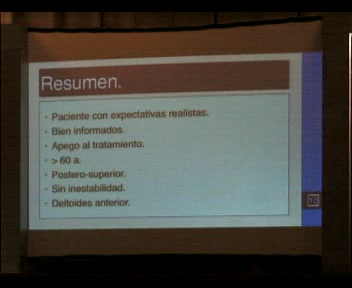 Resumen.
Paciente con expectativas realistas.
Bien informados.
Apego al tratamiento.
> 60 a.
Postero-superior.
Sin inestabilidad.
Deltoides anterior.